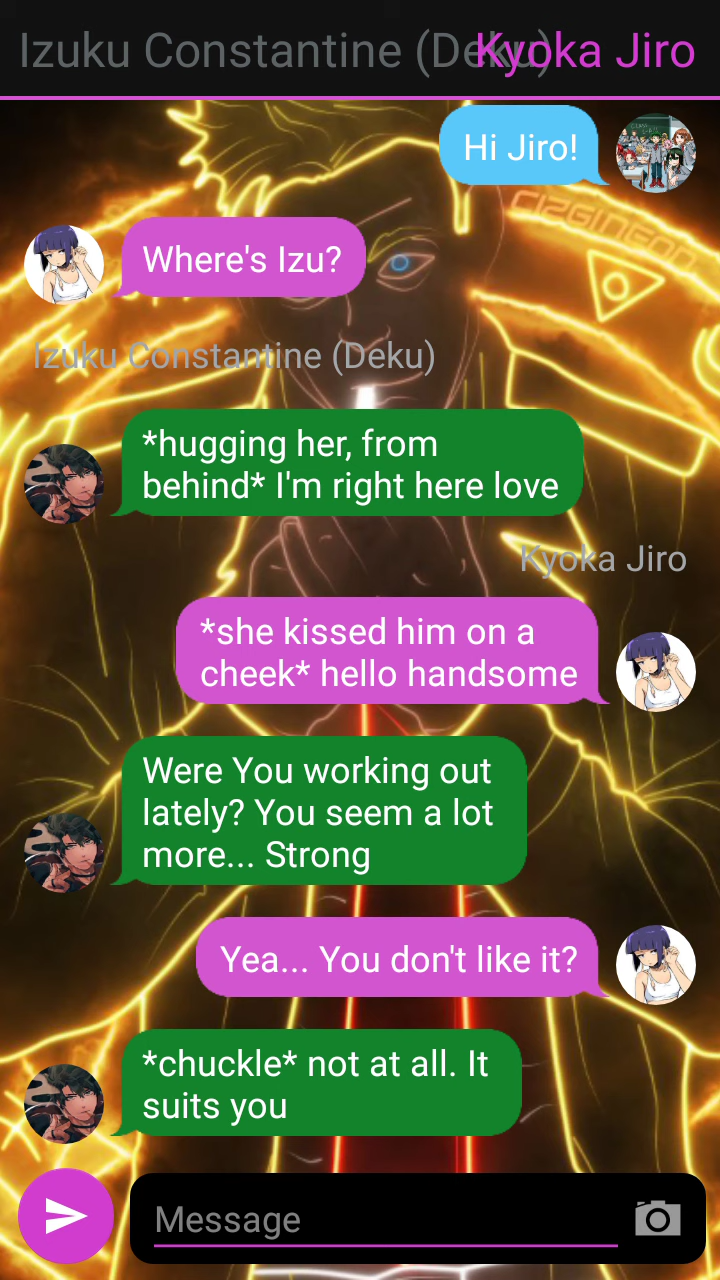 Izuku Constantine (Deku)
Kyoka Jiro
Hi Jiro!
Where's Izu?
Izuku Constantine (Deku)
*hugging her, from
behind* I'm right here love
Kyoka Jiro
*she kissed him on a
cheek* hello handsome
Were You working out
lately? You seem a lot
more... Strong
Yea... You don't like it?
*chuckle* not at all. It
suits you
Message